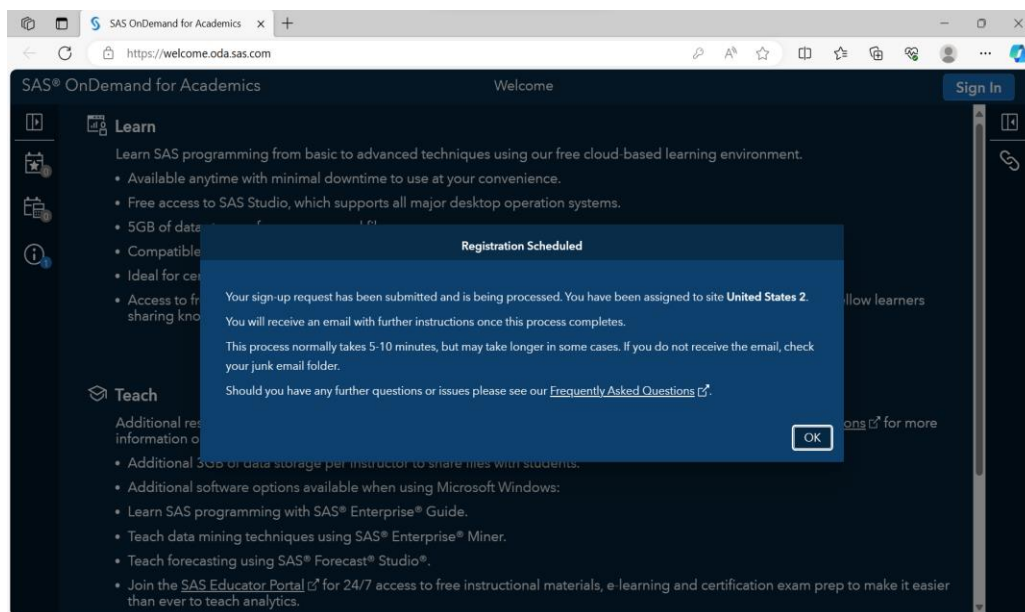 SAS OnDemand for Academics
https://welcome.oda.sas.com
SAS® OnDemand for Academics
Welcome
Sign In
Learn
Learn SAS programming from basic to advanced techniques using our free cloud-based learning environment.
• Available anytime with minimal downtime to use at your convenience.
• Free access to SAS Studio, which supports all major desktop operation systems.
• 5GB of data
• Compatible
• Ideal for
• Access to
llow learners
sharing
Registration Scheduled
Your sign-up request has been submitted and is being processed. You have been assigned to site United States 2.
You will receive an email with further instructions once this process completes.
This process normally takes 5-10 minutes, but may take longer in some cases. If you do not receive the email, check
your junk email folder.
Should you have any further questions or issues please see our Frequently Asked Questions.
OK
Teach
Additional
ons for more
information
• Additional 3GB of data storage per instructor to share files with students.
• Additional software options available when using Microsoft Windows:
• Learn SAS programming with SAS® Enterprise® Guide.
• Teach data mining techniques using SAS® Enterprise® Miner.
• Teach forecasting using SAS® Forecast® Studio®.
• Join the SAS Educator Portal for 24/7 access to free instructional materials, e-learning and certification exam prep to make it easier
than ever to teach analytics.